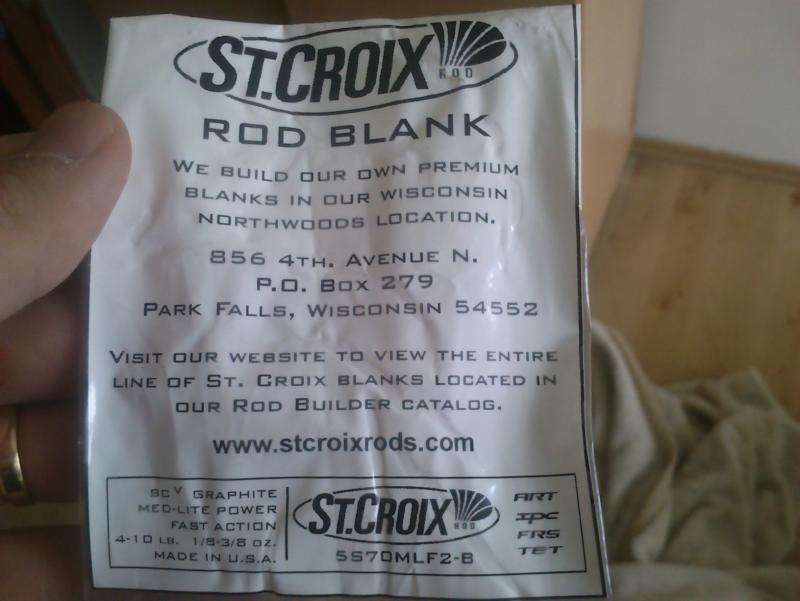 ST.CROIX
ROD
ROD BLANK
WE BUILD OUR OWN PREMIUM
BLANKS IN OUR WISCONSIN
NORTHWOODS LOCATION.
856 4TH. AVENUE N.
P.O. BOX 279
PARK FALLS, WISCONSIN 54552
VISIT OUR WEBSITE TO VIEW THE ENTIRE
LINE OF ST. CROIX BLANKS LOCATED IN
OUR ROD BUILDER CATALOG.
www.stcroixrods.com
SCV GRAPHITE
MED-LITE POWER
FAST ACTION
4-10 LB. 1/8-3/8 OZ.
MADE IN U.S.A.
ST.CROIX
ROD
5S70MLF2-B
ART
IPC
FRS
TET